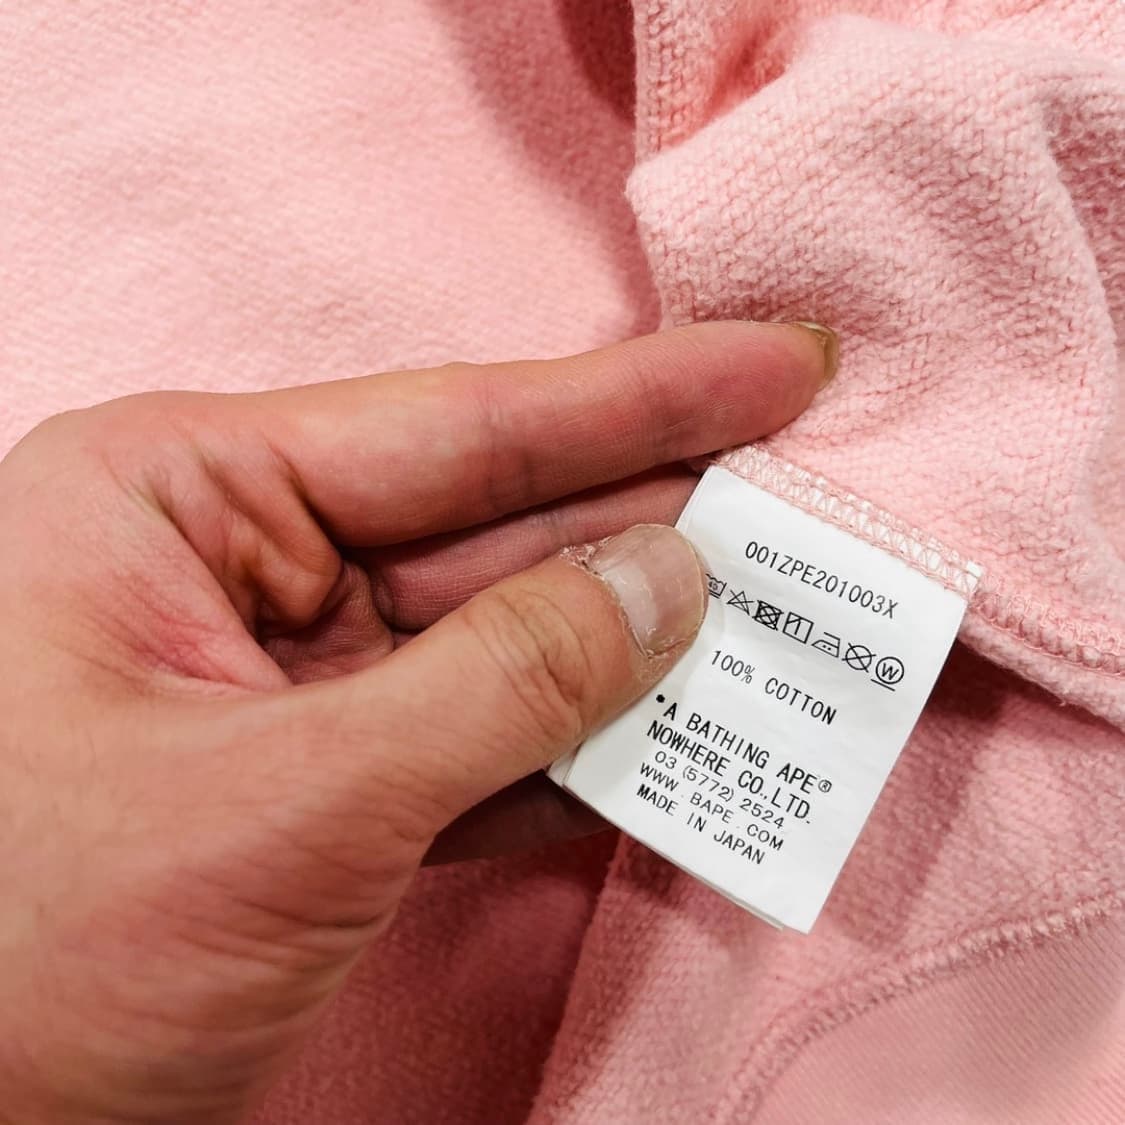 001ZPE201003X
100% COTTON
•A BATHING APE®
NOWHERE CO.,LTD.
03 (5772) 2524
WWW.BAPE.COM
MADE IN JAPAN